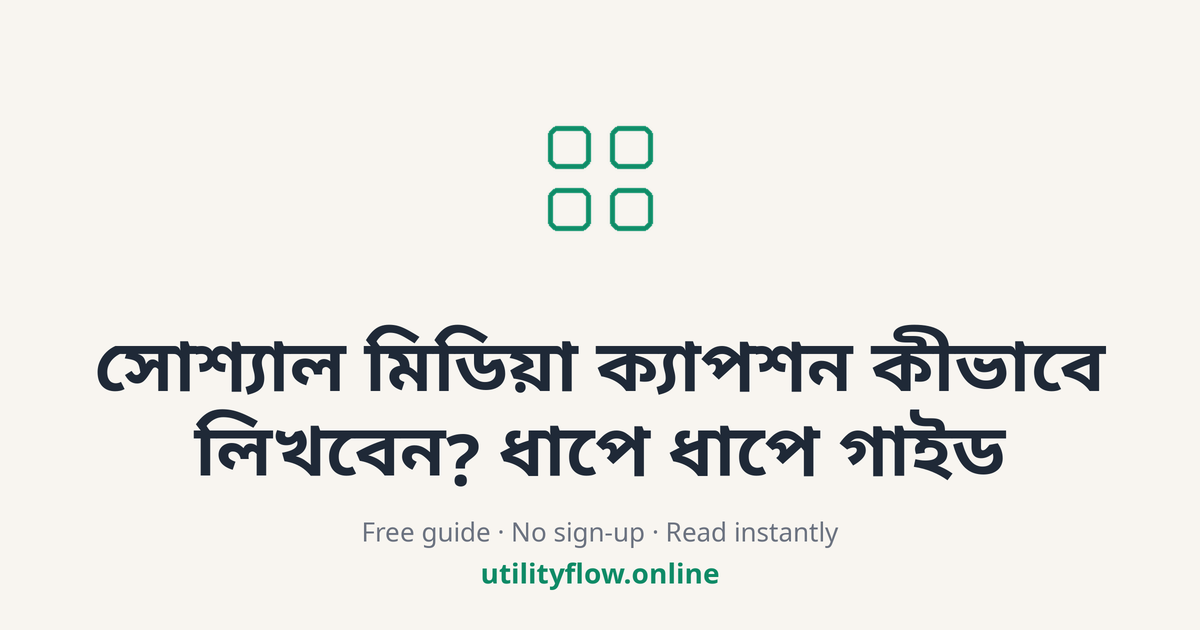 সোশ্যাল মিডিয়া ক্যাপশন কীভাবে
লিখবেন? ধাপে ধাপে গাইড
Free guide · No sign-up · Read instantly
utilityflow.online